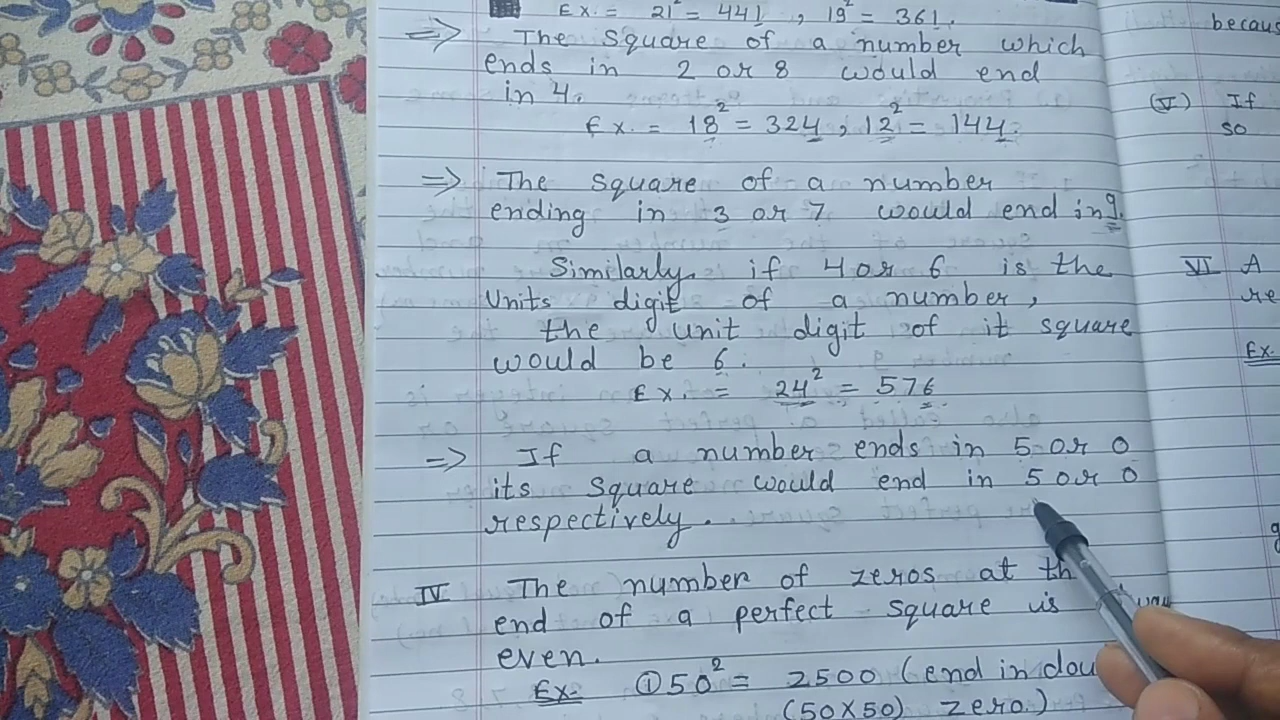 Ex. = 21² = 441 , 19² = 361.
=> The square of a number which
ends in 2 or 8 would end
in 4.
Ex. = 18² = 324 , 12² = 144.
=> The square of a number
ending in 3 or 7 would end in 9.
Similarly, if 4 or 6 is the
units digit of a number,
the unit digit of it square
would be 6.
Ex. = 24² = 576.
=> If a number ends in 5 or 0
its square would end in 5 or 0
respectively.
IV The number of zeros at
end of a perfect square is
even.
Ex. ① 50² = 2500 (end in
(50×50) zero.)
becaus
(V) If
so
VI A
re
Ex.